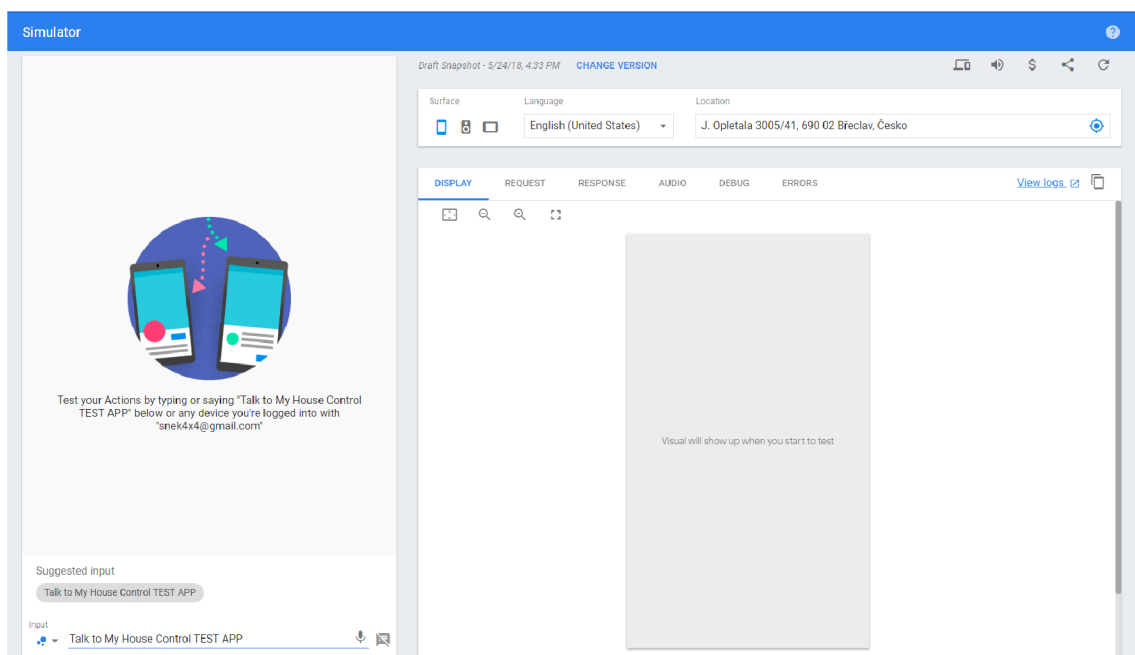 Simulator
Draft Snapshot - 5/24/18, 4:33 PM CHANGE VERSION
Surface Language Location
English (United States) J. Opletala 3005/41, 690 02 Břeclav, Česko
DISPLAY REQUEST RESPONSE AUDIO DEBUG ERRORS View logs
Visual will show up when you start to test
Test your Actions by typing or saying "Talk to My House Control
TEST APP" below or any device you're logged into with
"snek4x4@gmail.com"
Suggested input
Talk to My House Control TEST APP
Input
Talk to My House Control TEST APP